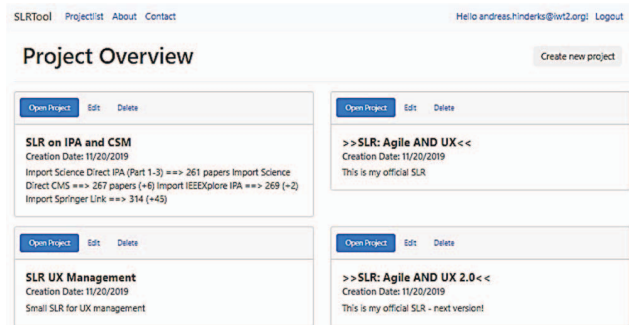 SLRTool Projectlist About Contact Hello andreas.hinderks@iwt2.org! Logout
Project Overview Create new project
Open Project Edit Delete
SLR on IPA and CSM
Creation Date: 11/20/2019
Import Science Direct IPA (Part 1-3) ==> 261 papers Import Science
Direct CMS ==> 267 papers (+6) Import IEEEXplore IPA ==> 269 (+2)
Import Springer Link ==> 314 (+45)
Open Project Edit Delete
>>SLR: Agile AND UX<<
Creation Date: 11/20/2019
This is my official SLR
Open Project Edit Delete
SLR UX Management
Creation Date: 11/20/2019
Small SLR for UX management
Open Project Edit Delete
>>SLR: Agile AND UX 2.0<<
Creation Date: 11/20/2019
This is my official SLR - next version!